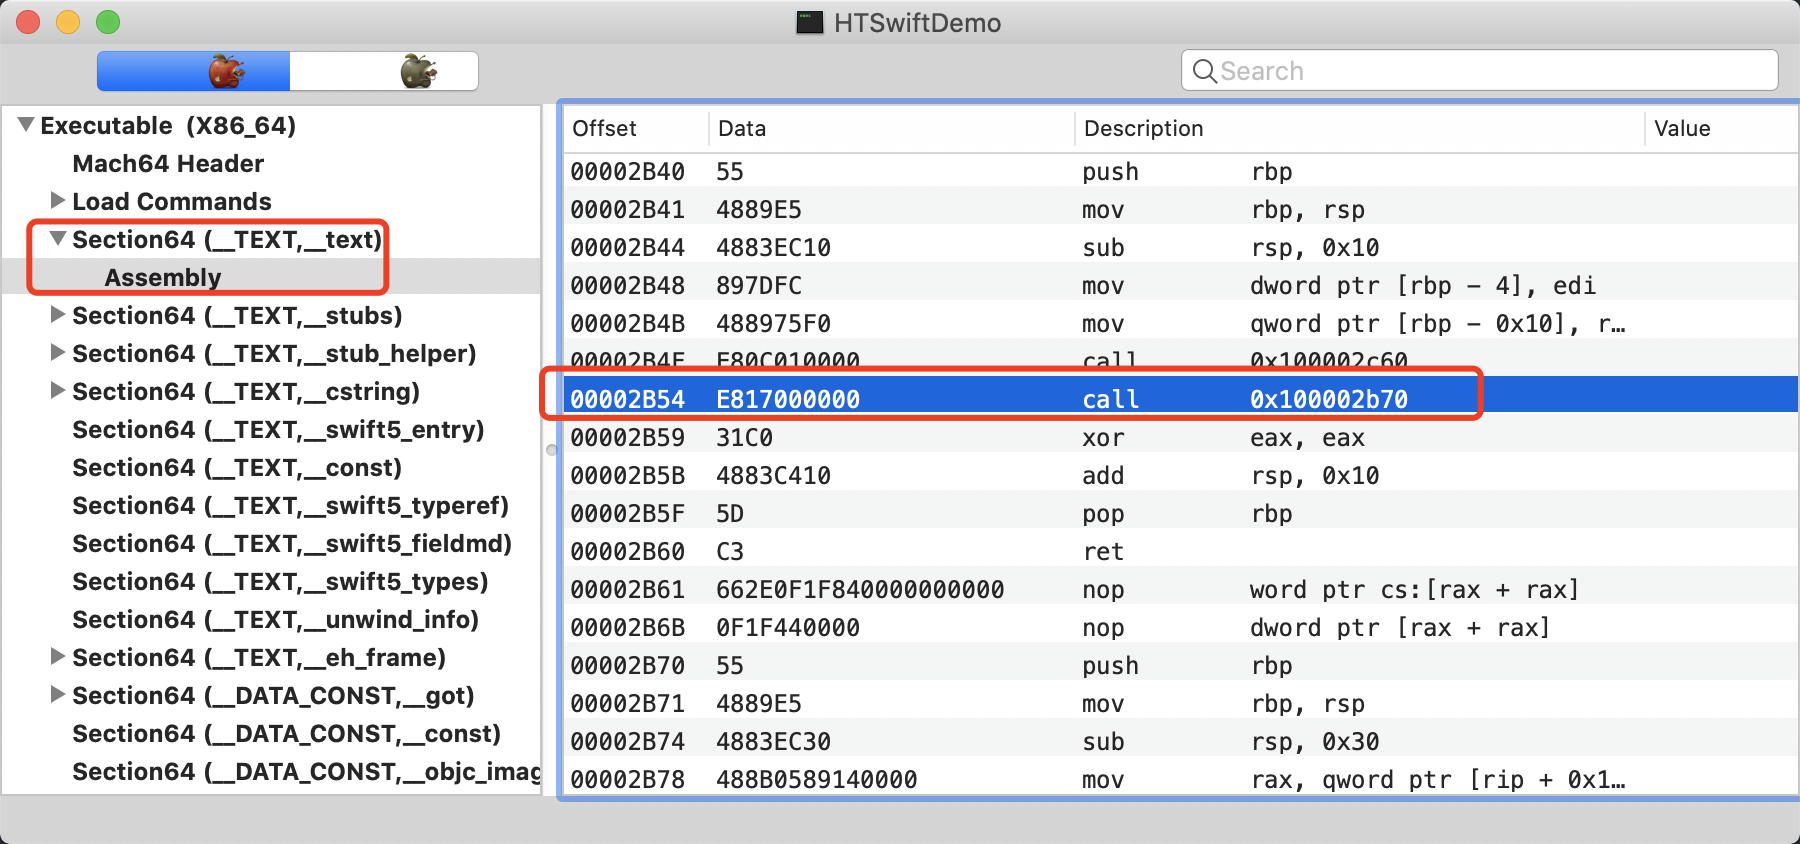 HTSwiftDemo
Search
Executable (X86_64)
Mach64 Header
Load Commands
Section64 (__TEXT,__text)
Assembly
Section64 (__TEXT,__stubs)
Section64 (__TEXT,__stub_helper)
Section64 (__TEXT,__cstring)
Section64 (__TEXT,__swift5_entry)
Section64 (__TEXT,__const)
Section64 (__TEXT,__swift5_typeref)
Section64 (__TEXT,__swift5_fieldmd)
Section64 (__TEXT,__swift5_types)
Section64 (__TEXT,__unwind_info)
Section64 (__TEXT,__eh_frame)
Section64 (__DATA_CONST,__got)
Section64 (__DATA_CONST,__const)
Section64 (__DATA_CONST,__objc_imag
Offset Data Description Value
00002B40 55 push rbp
00002B41 4889E5 mov rbp, rsp
00002B44 4883EC10 sub rsp, 0x10
00002B48 897DFC mov dword ptr [rbp - 4], edi
00002B4B 488975F0 mov qword ptr [rbp - 0x10], r…
00002B4F E80C010000 call 0x100002c60
00002B54 E817000000 call 0x100002b70
00002B59 31C0 xor eax, eax
00002B5B 4883C410 add rsp, 0x10
00002B5F 5D pop rbp
00002B60 C3 ret
00002B61 662E0F1F840000000000 nop word ptr cs:[rax + rax]
00002B6B 0F1F440000 nop dword ptr [rax + rax]
00002B70 55 push rbp
00002B71 4889E5 mov rbp, rsp
00002B74 4883EC30 sub rsp, 0x30
00002B78 488B0589140000 mov rax, qword ptr [rip + 0x1…